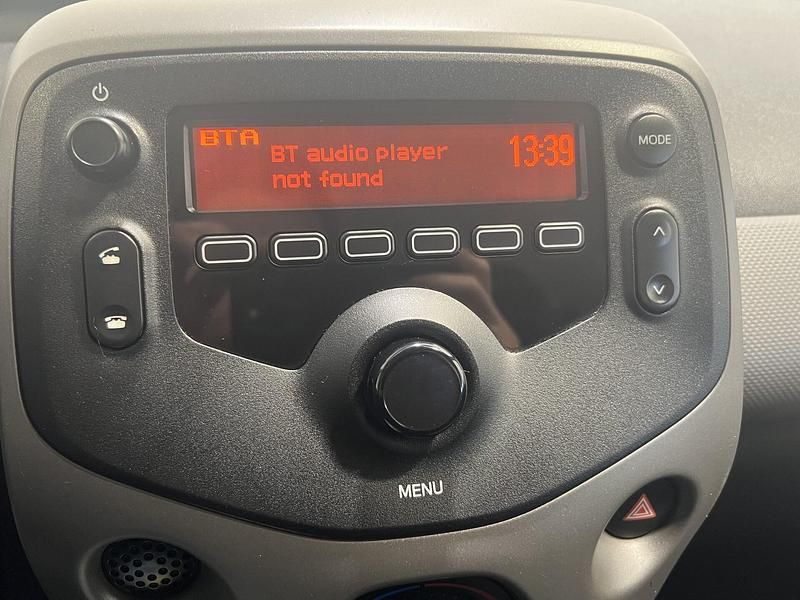 BTA
BT audio player
not found
13:39
MODE
MENU